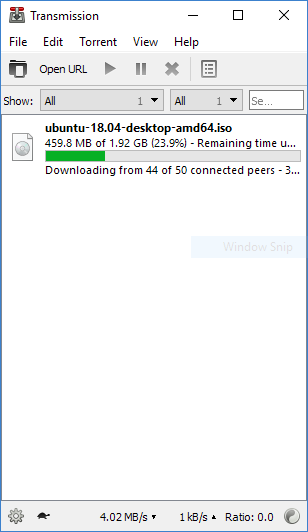 Transmission
File Edit Torrent View Help
Open URL
Show: All 1 All 1 Se...
ubuntu-18.04-desktop-amd64.iso
459.8 MB of 1.92 GB (23.9%) - Remaining time u...
Downloading from 44 of 50 connected peers - 3...
Window Snip
4.02 MB/s 1 kB/s Ratio: 0.0